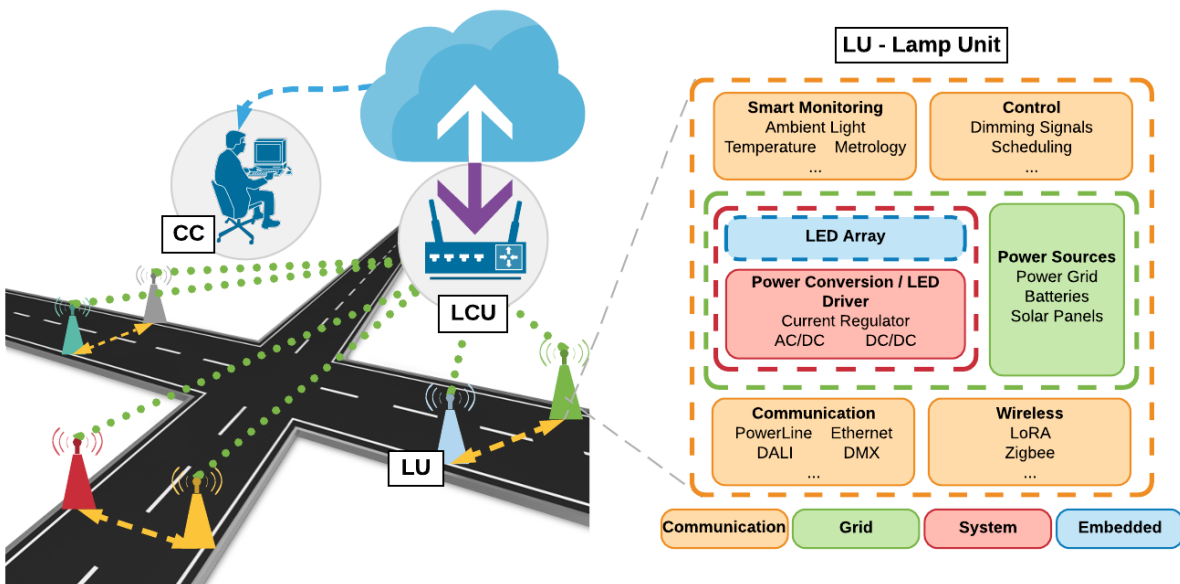 CC
LCU
LU
LU - Lamp Unit
Smart Monitoring
Ambient Light
Temperature Metrology
...
Control
Dimming Signals
Scheduling
...
LED Array
Power Conversion / LED
Driver
Current Regulator
AC/DC DC/DC
Power Sources
Power Grid
Batteries
Solar Panels
Communication
PowerLine Ethernet
DALI DMX
...
Wireless
LoRA
Zigbee
...
Communication
Grid
System
Embedded